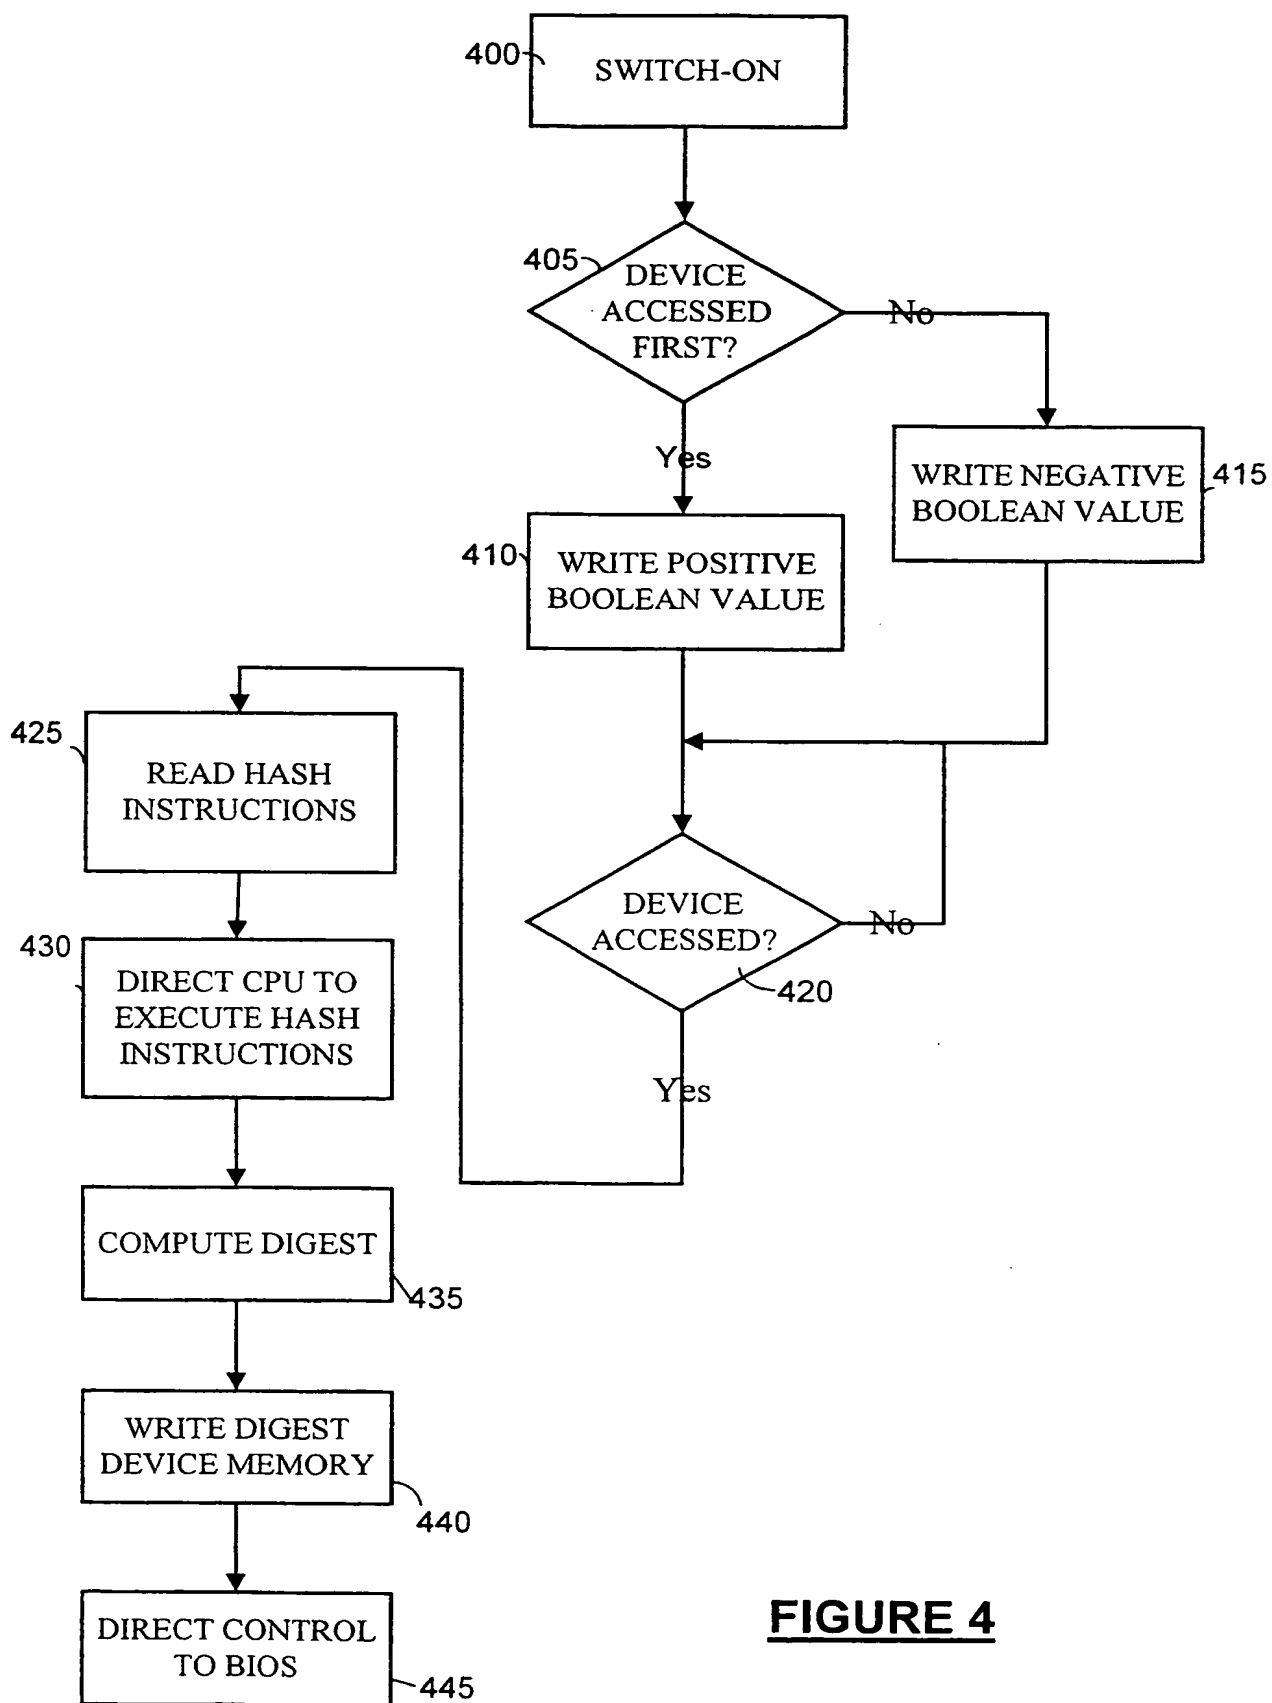 400
SWITCH-ON
405
DEVICE
ACCESSED
FIRST?
No
Yes
WRITE NEGATIVE
BOOLEAN VALUE
415
410
WRITE POSITIVE
BOOLEAN VALUE
425
READ HASH
INSTRUCTIONS
DEVICE
ACCESSED?
No
420
430
DIRECT CPU TO
EXECUTE HASH
INSTRUCTIONS
Yes
COMPUTE DIGEST
435
WRITE DIGEST
DEVICE MEMORY
440
DIRECT CONTROL
TO BIOS
445
FIGURE 4